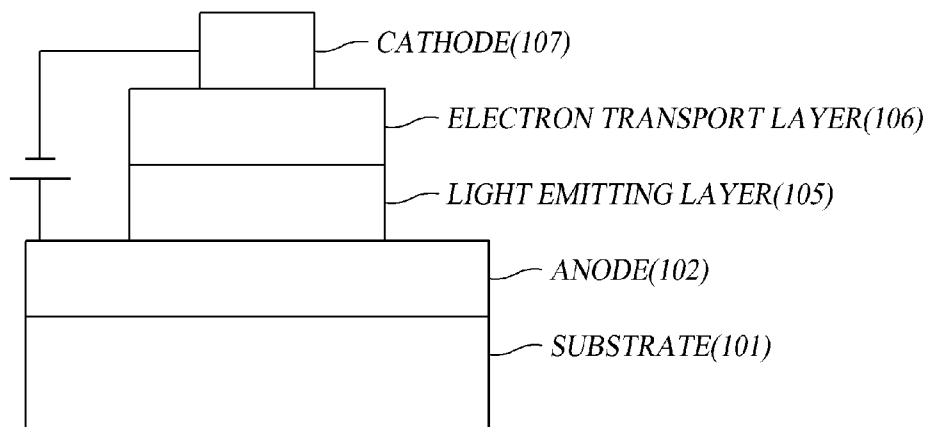 CATHODE(107)
ELECTRON TRANSPORT LAYER(106)
LIGHT EMITTING LAYER(105)
ANODE(102)
SUBSTRATE(101)